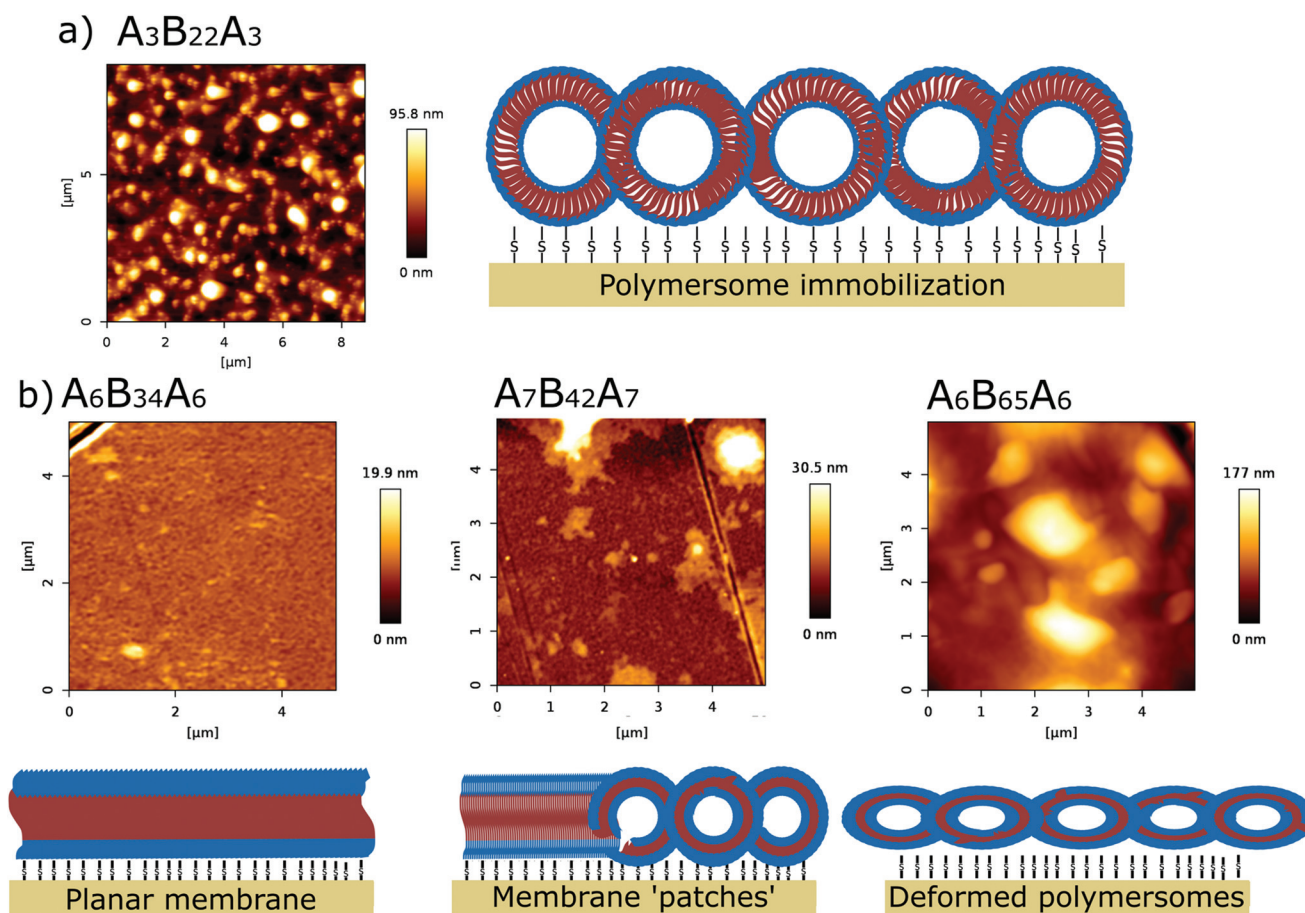 a) A3B22A3
95.8 nm
0 nm
[µm]
5
0
0 2 4 6 8
[µm]
S S S S S S S S S S S S S S S S S S S S S
Polymersome immobilization
b) A6B34A6
19.9 nm
0 nm
[µm]
4
2
0
0 2 4
[µm]
A7B42A7
30.5 nm
0 nm
4
3
2
1
0
0 1 2 3 4
[µm]
A6B65A6
177 nm
0 nm
[µm]
4
3
2
1
0
0 1 2 3 4
[µm]
Planar membrane
Membrane 'patches'
Deformed polymersomes